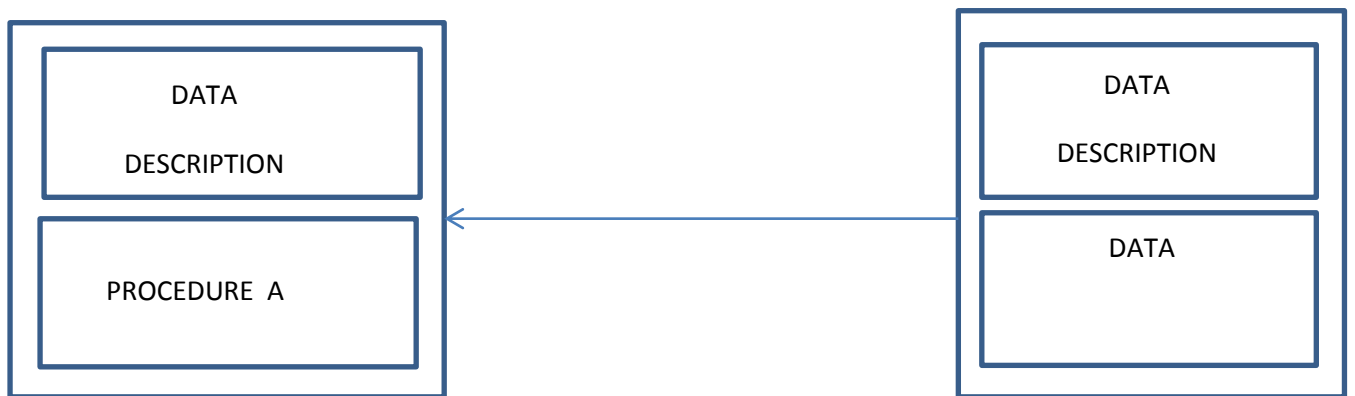 DATA
DESCRIPTION
PROCEDURE A
DATA
DESCRIPTION
DATA